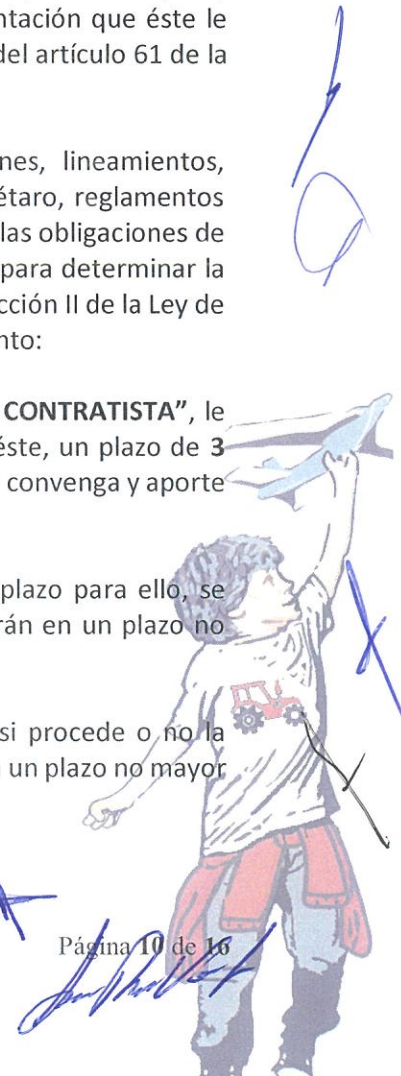 ntación que éste le
del artículo 61 de la
nes, lineamientos,
étaro, reglamentos
las obligaciones de
para determinar la
cción II de la Ley de
nto:
CONTRATISTA”, le
éste, un plazo de 3
convenga y aporte
plazo para ello, se
rán en un plazo no
si procede o no la
un plazo no mayor
Página 10 de 16